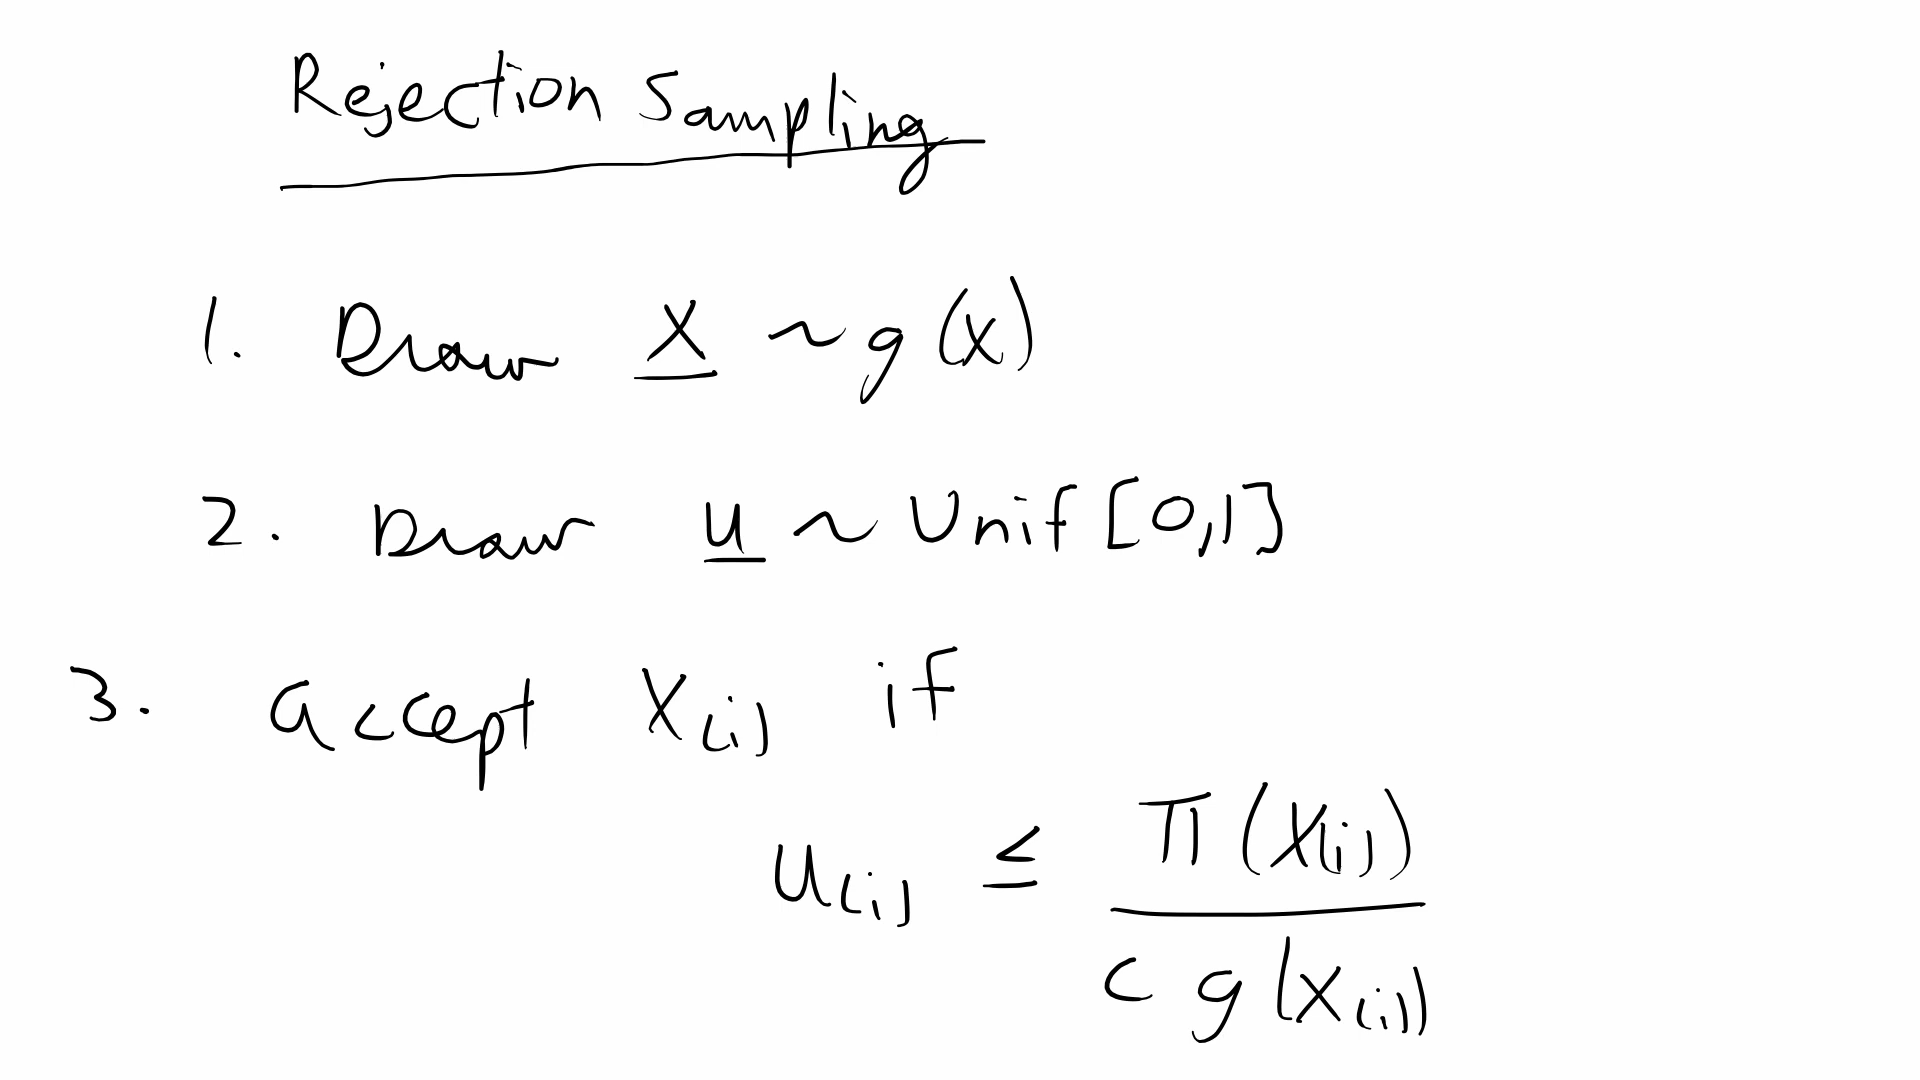 Rejection Sampling
1. Draw x ~ g(x)
2. Draw u ~ Unif[0,1]
3. accept x(i) if
u(i) ≤ π(x(i))
c g(x(i))